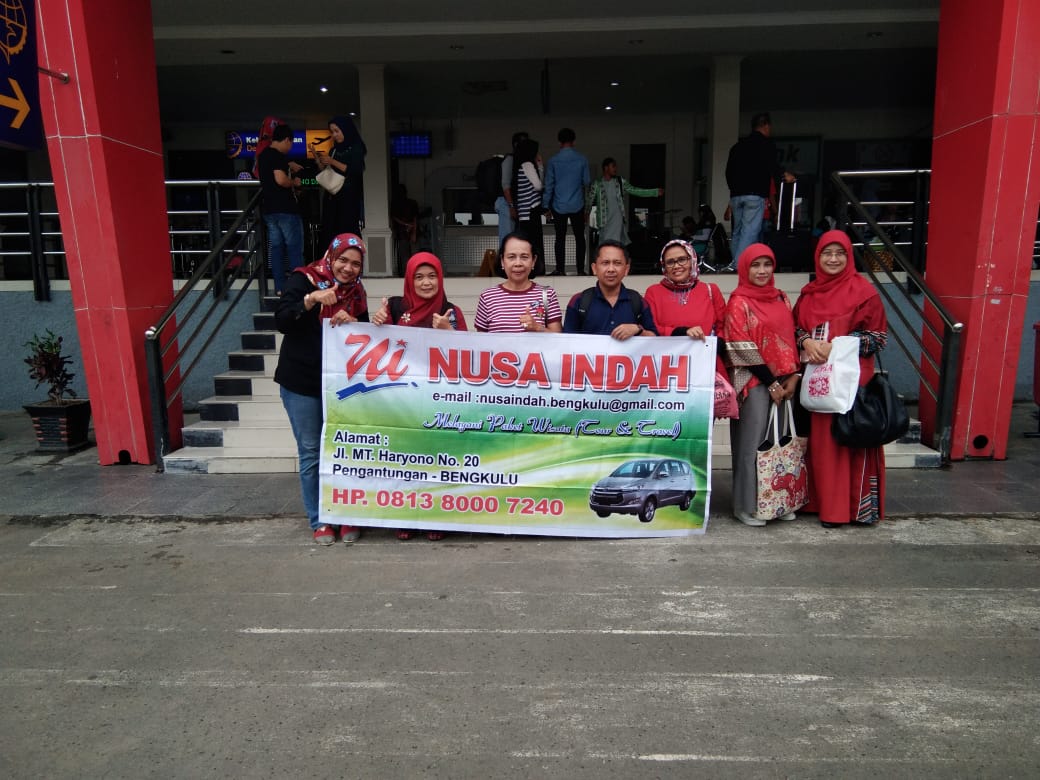 Ni NUSA INDAH
e-mail :nusaindah.bengkulu@gmail.com
Melayani Paket Wisata (Tour & Travel)
Alamat :
Jl. MT. Haryono No. 20
Pengantungan - BENGKULU
HP. 0813 8000 7240